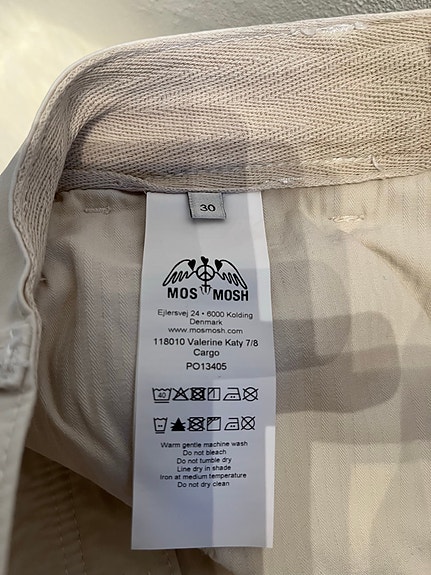 30
MOS MOSH
Ejlersvej 24 • 6000 Kolding
Denmark
www.mosmosh.com
118010 Valerine Katy 7/8
Cargo
PO13405
40
Warm gentle machine wash
Do not bleach
Do not tumble dry
Line dry in shade
Iron at medium temperature
Do not dry clean